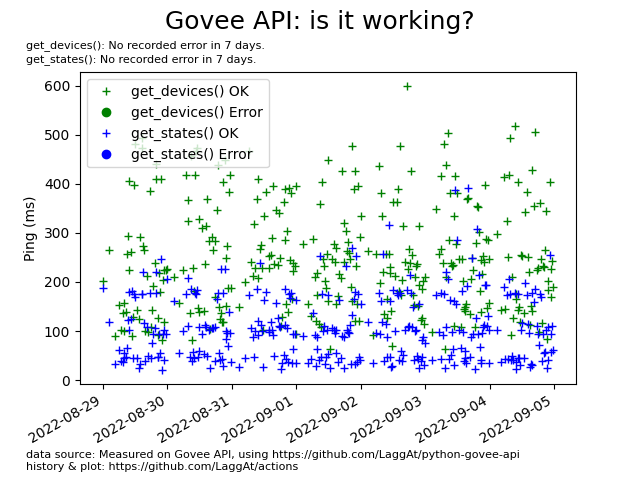 Govee API: is it working?
get_devices(): No recorded error in 7 days.
get_states(): No recorded error in 7 days.
get_devices() OK
get_devices() Error
get_states() OK
get_states() Error
Ping (ms)
600
500
400
300
200
100
0
2022-08-29
2022-08-30
2022-08-31
2022-09-01
2022-09-02
2022-09-03
2022-09-04
2022-09-05
data source: Measured on Govee API, using https://github.com/LaggAt/python-govee-api
history & plot: https://github.com/LaggAt/actions